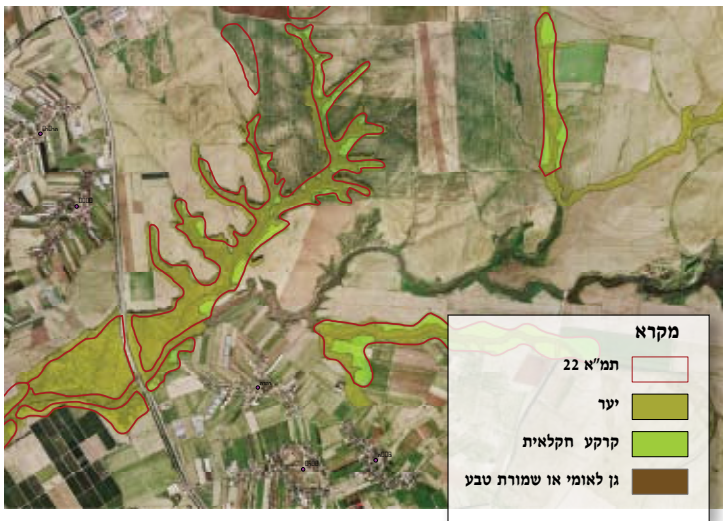 מקרא
תמ"א 22
יער
קרקע חקלאית
גן לאומי או שמורת טבע